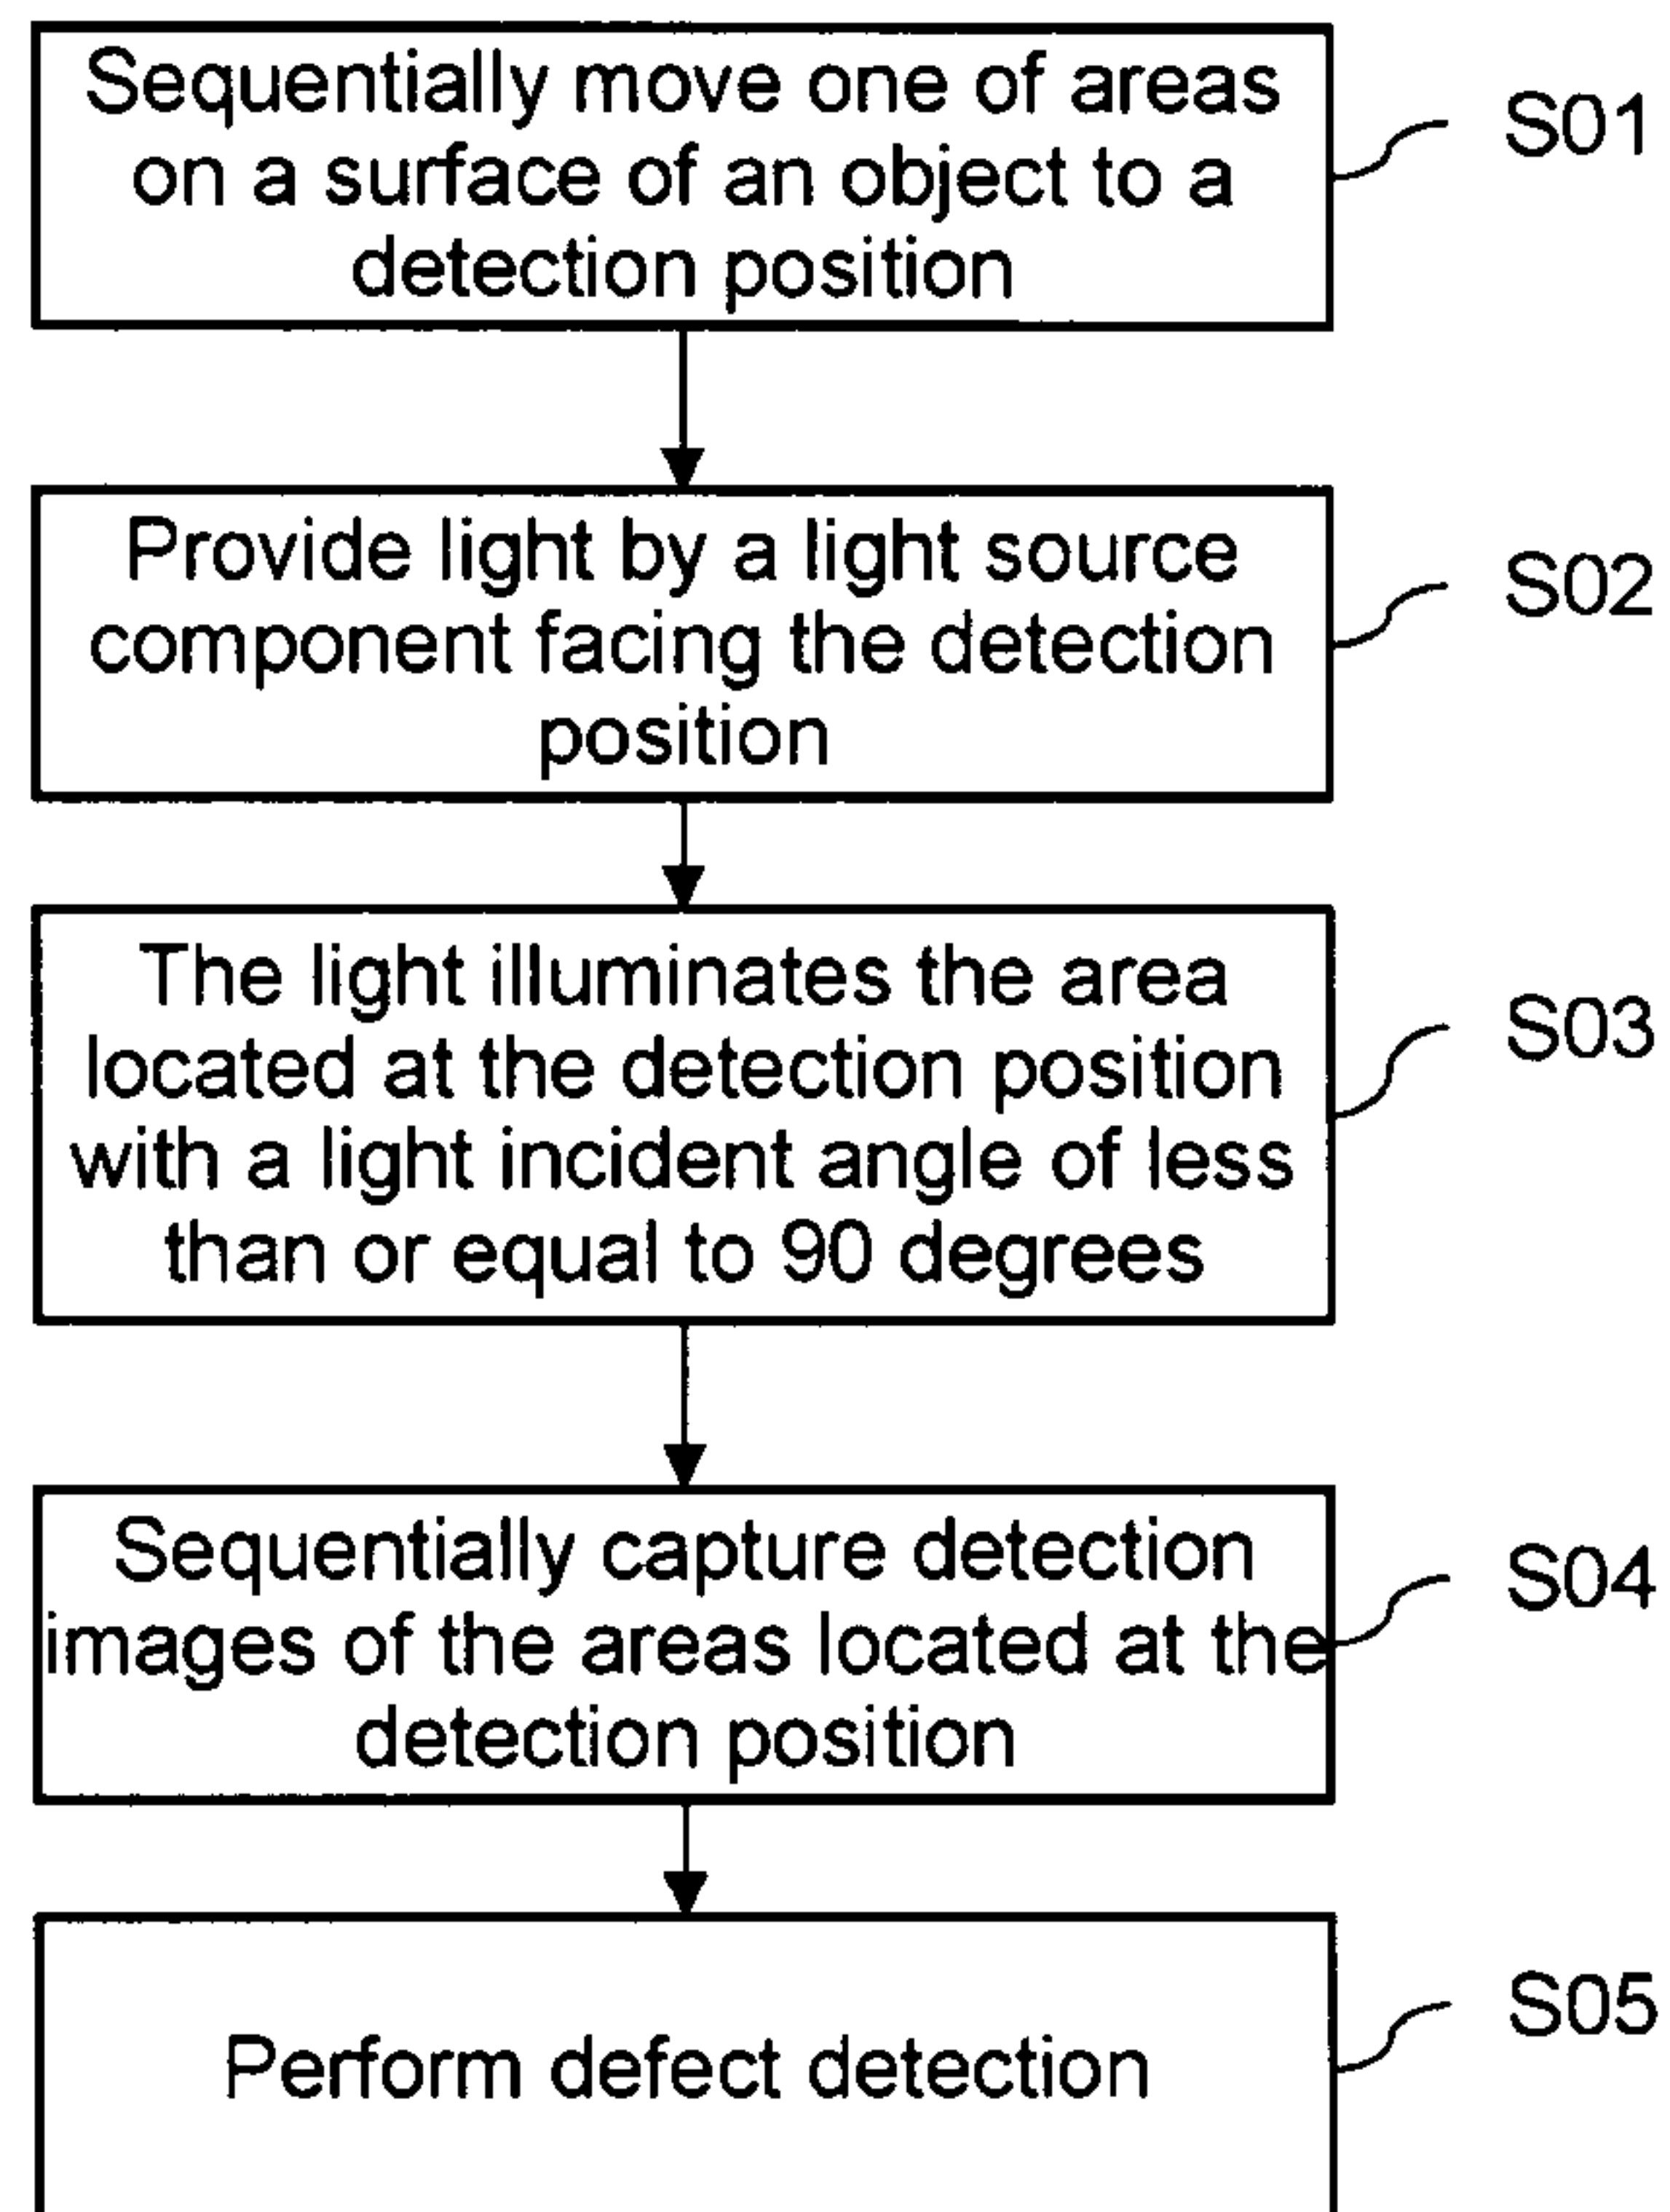 Sequentially move one of areas
on a surface of an object to a
detection position
S01
Provide light by a light source
component facing the detection
position
S02
The light illuminates the area
located at the detection position
with a light incident angle of less
than or equal to 90 degrees
S03
Sequentially capture detection
images of the areas located at the
detection position
S04
Perform defect detection
S05